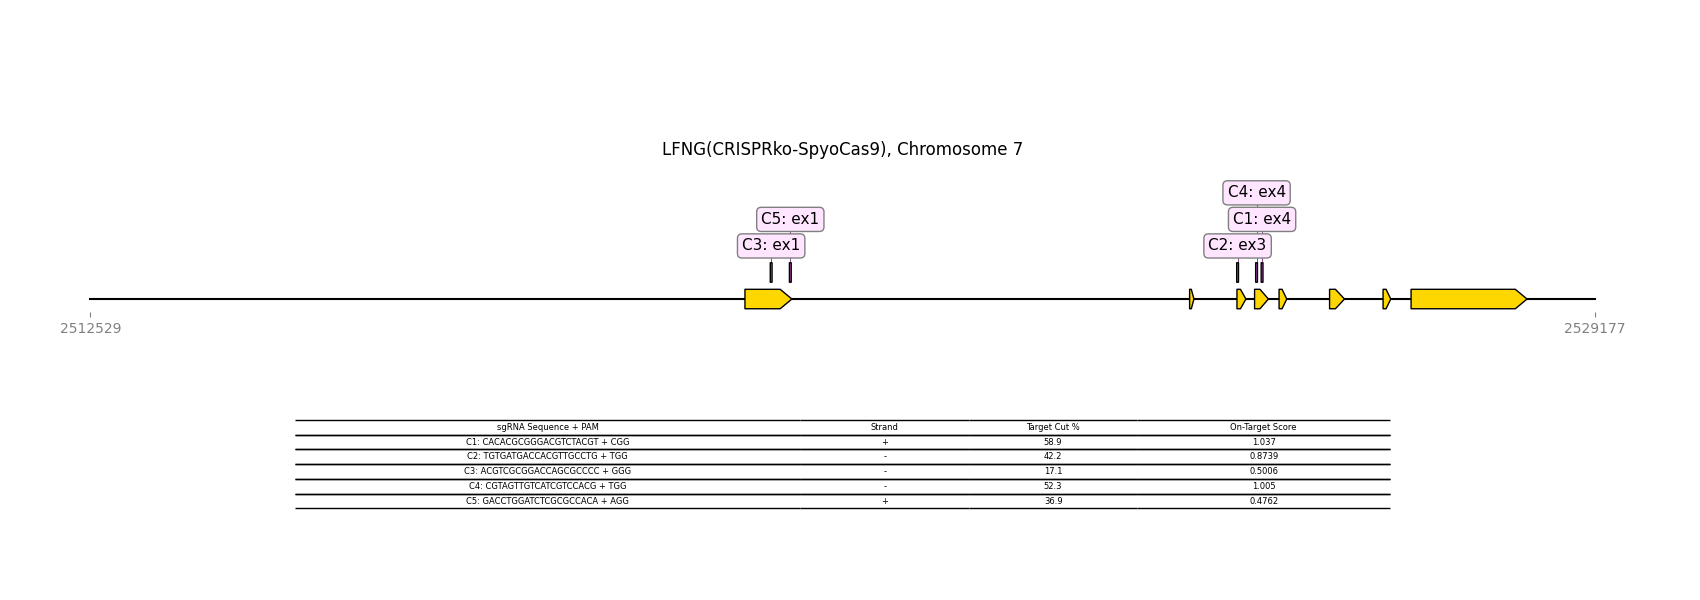 LFNG(CRISPRko-SpyoCas9), Chromosome 7
C4: ex4
C5: ex1
C1: ex4
C3: ex1
C2: ex3
2512529
2529177
sgRNA Sequence + PAM Strand Target Cut % On-Target Score
C1: CACACGCGGGACGTCTACGT + CGG + 58.9 1.037
C2: TGTGATGACCACGTTGCCTG + TGG - 42.2 0.8739
C3: ACGTCGCGGACCAGCGCCCC + GGG - 17.1 0.5006
C4: CGTAGTTGTCATCGTCCACG + TGG - 52.3 1.005
C5: GACCTGGATCTCGCGCCACA + AGG + 36.9 0.4762